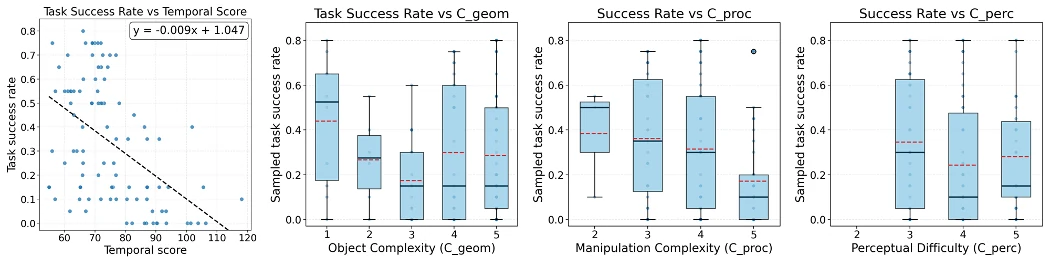 Task Success Rate vs Temporal Score
y = -0.009x + 1.047
Task success rate
0.8
0.7
0.6
0.5
0.4
0.3
0.2
0.1
0.0
60 70 80 90 100 110 120
Temporal score
Task Success Rate vs C_geom
Sampled task success rate
0.8
0.6
0.4
0.2
0.0
1 2 3 4 5
Object Complexity (C_geom)
Success Rate vs C_proc
Sampled task success rate
0.8
0.6
0.4
0.2
0.0
2 3 4 5
Manipulation Complexity (C_proc)
Success Rate vs C_perc
Sampled task success rate
0.8
0.6
0.4
0.2
0.0
2 3 4 5
Perceptual Difficulty (C_perc)